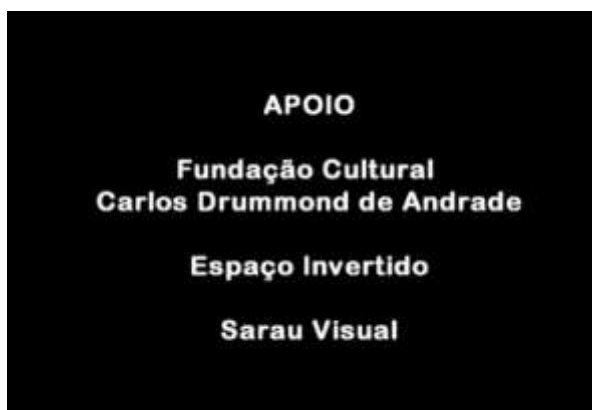 APOIO
Fundação Cultural
Carlos Drummond de Andrade
Espaço Invertido
Sarau Visual